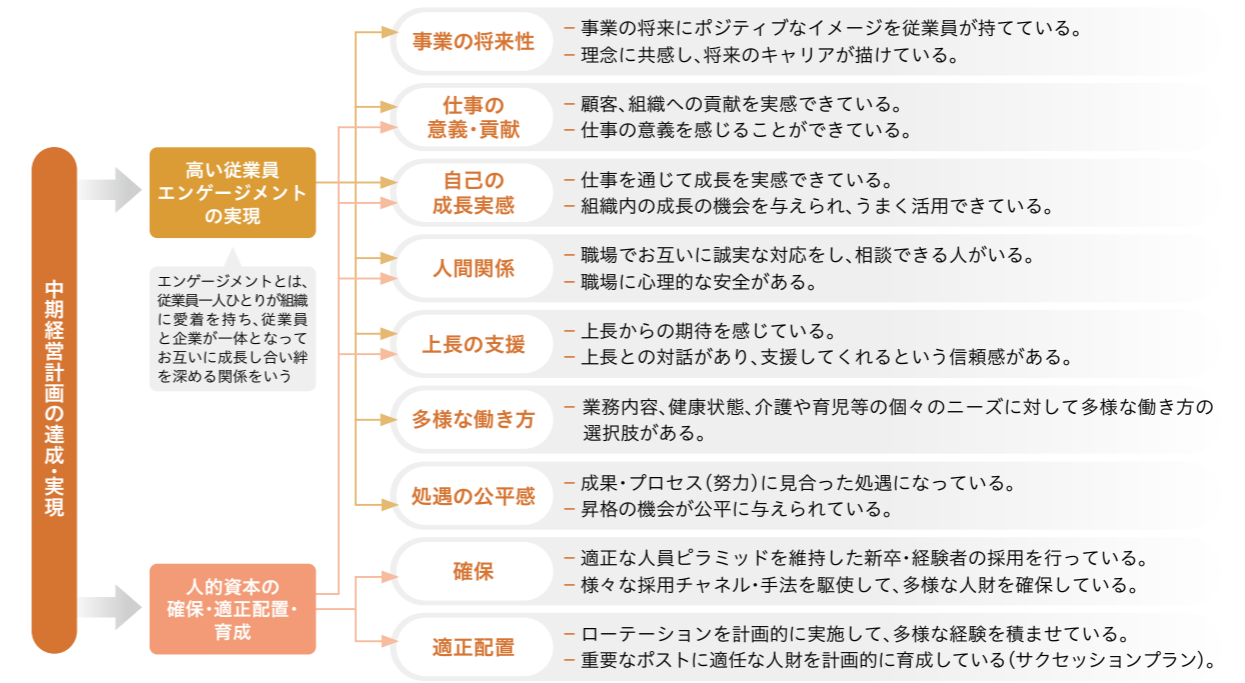 中期経営計画の達成・実現
高い従業員
エンゲージメント
の実現
エンゲージメントとは、
従業員一人ひとりが組織
に愛着を持ち、従業員
と企業が一体となって
お互いに成長し合い絆
を深める関係をいう
人的資本の
確保・適正配置・
育成
事業の将来性
− 事業の将来にポジティブなイメージを従業員が持てている。
− 理念に共感し、将来のキャリアが描けている。
仕事の
意義・貢献
− 顧客、組織への貢献を実感できている。
− 仕事の意義を感じることができている。
自己の
成長実感
− 仕事を通じて成長を実感できている。
− 組織内の成長の機会を与えられ、うまく活用できている。
人間関係
− 職場でお互いに誠実な対応をし、相談できる人がいる。
− 職場に心理的な安全がある。
上長の支援
− 上長からの期待を感じている。
− 上長との対話があり、支援してくれるという信頼感がある。
多様な働き方
− 業務内容、健康状態、介護や育児等の個々のニーズに対して多様な働き方の
選択肢がある。
処遇の公平感
− 成果・プロセス(努力)に見合った処遇になっている。
− 昇格の機会が公平に与えられている。
確保
− 適正な人員ピラミッドを維持した新卒・経験者の採用を行っている。
− 様々な採用チャネル・手法を駆使して、多様な人財を確保している。
適正配置
− ローテーションを計画的に実施して、多様な経験を積ませている。
− 重要なポストに適任な人財を計画的に育成している(サクセッションプラン)。